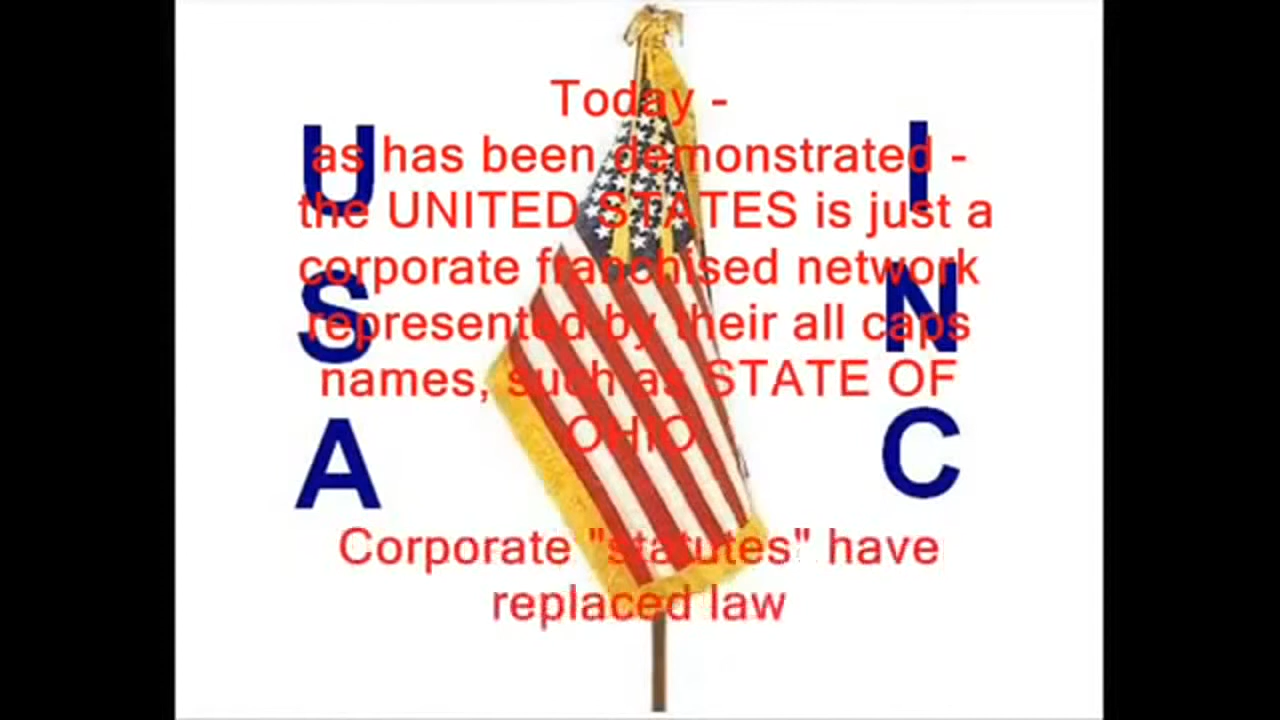 Today -
as has been demonstrated -
the UNITED STATES is just a
corporate franchised network
represented by their all caps
names, such as STATE OF
OHIO
Corporate "statutes" have
replaced law
U
S
A
I
N
C